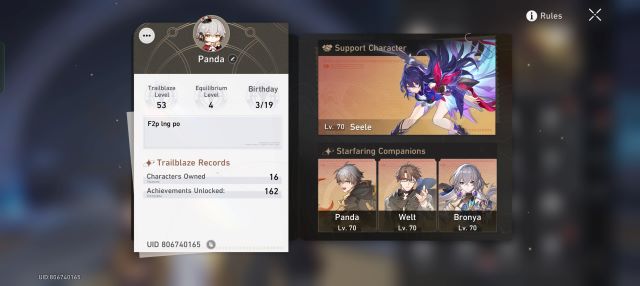 Rules
Panda
Trailblaze Level
53
Equilibrium Level
4
Birthday
3/19
F2p lng po
Trailblaze Records
Characters Owned 16
Achievements Unlocked: 162
UID 806740165
Support Character
Lv. 70 Seele
Starfaring Companions
Panda
Lv. 70
Welt
Lv. 70
Bronya
Lv. 70
UID 806740165